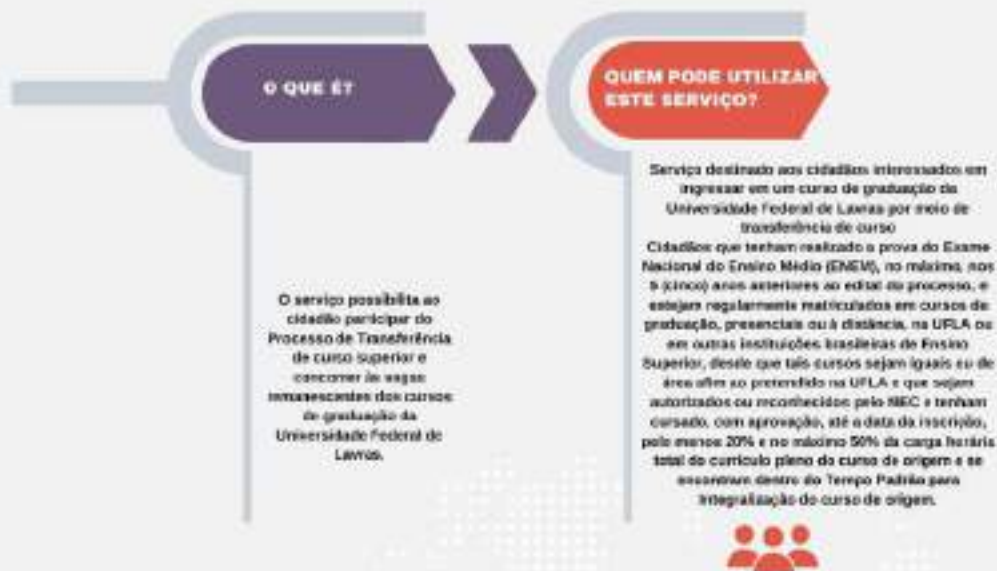 O QUE É?
O serviço possibilita ao
cidadão participar do
Processo de Transferência
de curso superior e
concorrer às vagas
remanescentes dos cursos
de graduação da
Universidade Federal de
Lavras.
QUEM PODE UTILIZAR
ESTE SERVIÇO?
Serviço destinado aos cidadãos interessados em
ingressar em um curso de graduação da
Universidade Federal de Lavras por meio de
transferência de curso
Cidadãos que tenham realizado a prova do Exame
Nacional do Ensino Médio (ENEM), no máximo, nos
5 (cinco) anos anteriores ao edital do processo, e
estejam regularmente matriculados em cursos de
graduação, presenciais ou à distância, na UFLA ou
em outras instituições brasileiras de Ensino
Superior, desde que tais cursos sejam iguais ou de
área afim ao pretendido na UFLA e que sejam
autorizados ou reconhecidos pelo MEC e tenham
cursado, com aprovação, até a data da inscrição,
pelo menos 20% e no máximo 50% da carga horária
total do currículo pleno do curso de origem e se
encontram dentro do Tempo Padrão para
Integralização do curso de origem.